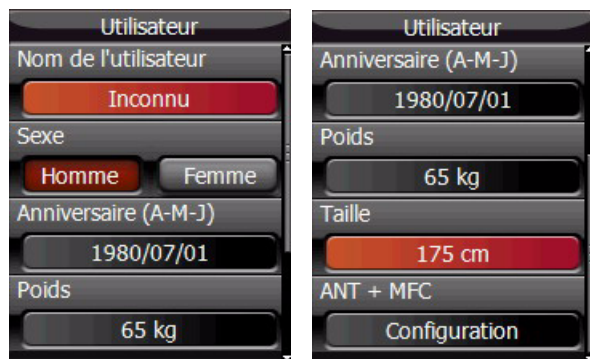 Utilisateur
Nom de l'utilisateur
Inconnu
Sexe
Homme Femme
Anniversaire (A-M-J)
1980/07/01
Poids
65 kg
Utilisateur
Anniversaire (A-M-J)
1980/07/01
Poids
65 kg
Taille
175 cm
ANT + MFC
Configuration